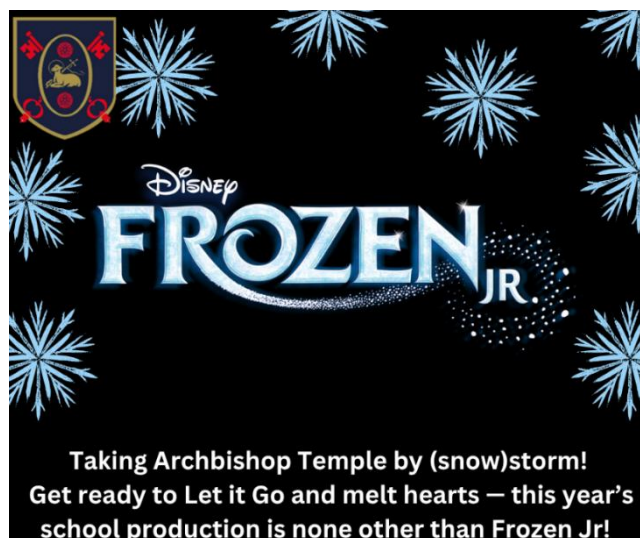 Disney
FROZEN
JR.
Taking Archbishop Temple by (snow)storm!
Get ready to Let it Go and melt hearts — this year's
school production is none other than Frozen Jr!